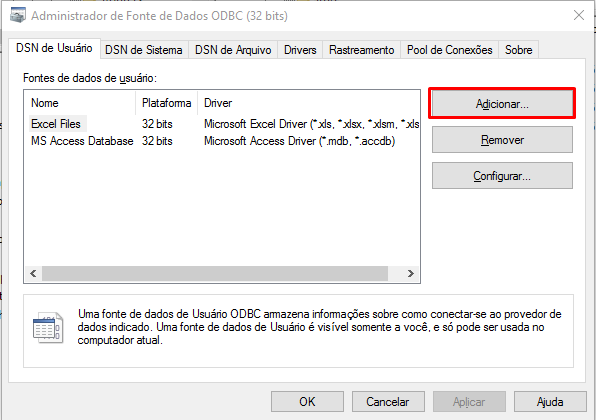 Administrador de Fonte de Dados ODBC (32 bits)
DSN de Usuário DSN de Sistema DSN de Arquivo Drivers Rastreamento Pool de Conexões Sobre
Fontes de dados de usuário:
Nome Plataforma Driver
Excel Files 32 bits Microsoft Excel Driver (*.xls, *.xlsx, *.xlsm, *.xls
MS Access Database 32 bits Microsoft Access Driver (*.mdb, *.accdb)
Adicionar...
Remover
Configurar...
Uma fonte de dados de Usuário ODBC armazena informações sobre como conectar-se ao provedor de
dados indicado. Uma fonte de dados de Usuário é visível somente a você, e só pode ser usada no
computador atual.
OK Cancelar Aplicar Ajuda